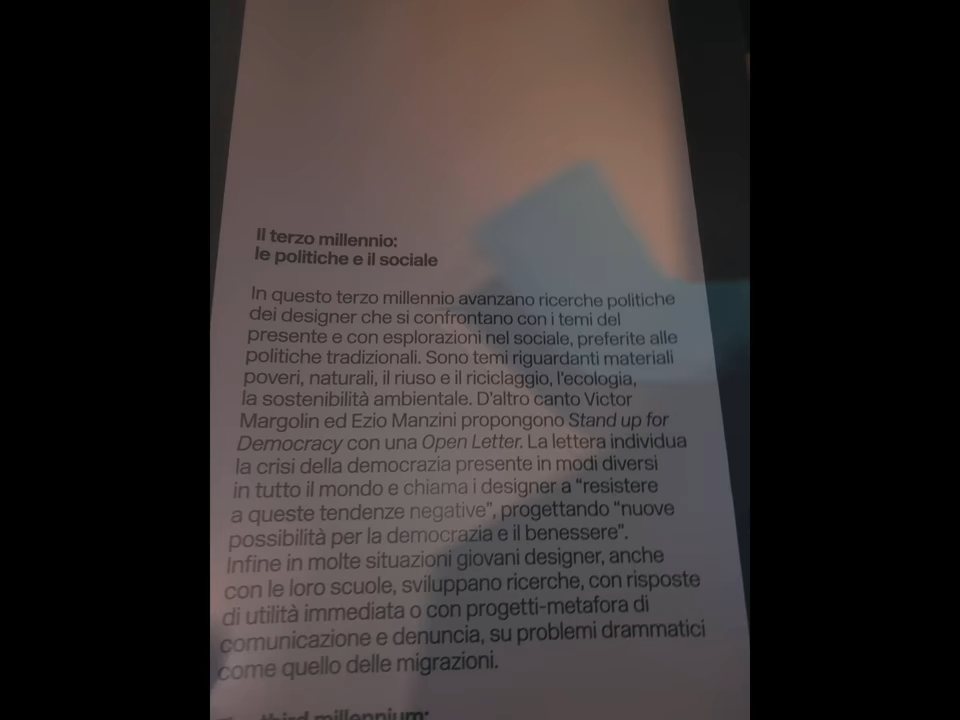 Il terzo millennio:
le politiche e il sociale
In questo terzo millennio avanzano ricerche politiche
dei designer che si confrontano con i temi del
presente e con esplorazioni nel sociale, preferite alle
politiche tradizionali. Sono temi riguardanti materiali
poveri, naturali, il riuso e il riciclaggio, l'ecologia,
la sostenibilità ambientale. D'altro canto Victor
Margolin ed Ezio Manzini propongono Stand up for
Democracy con una Open Letter. La lettera individua
la crisi della democrazia presente in modi diversi
in tutto il mondo e chiama i designer a "resistere
a queste tendenze negative", progettando "nuove
possibilità per la democrazia e il benessere".
Infine in molte situazioni giovani designer, anche
con le loro scuole, sviluppano ricerche, con risposte
di utilità immediata o con progetti-metafora di
comunicazione e denuncia, su problemi drammatici
come quello delle migrazioni.
third millennium: